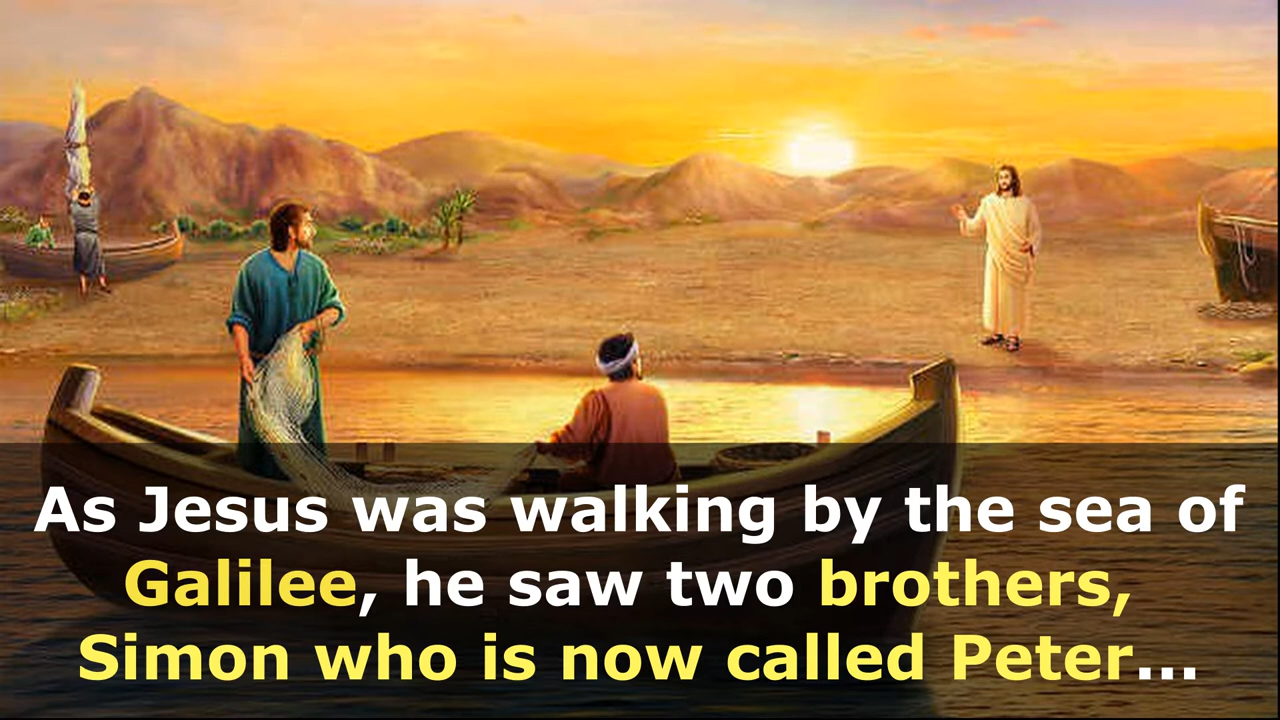 As Jesus was walking by the sea of
Galilee, he saw two brothers,
Simon who is now called Peter...